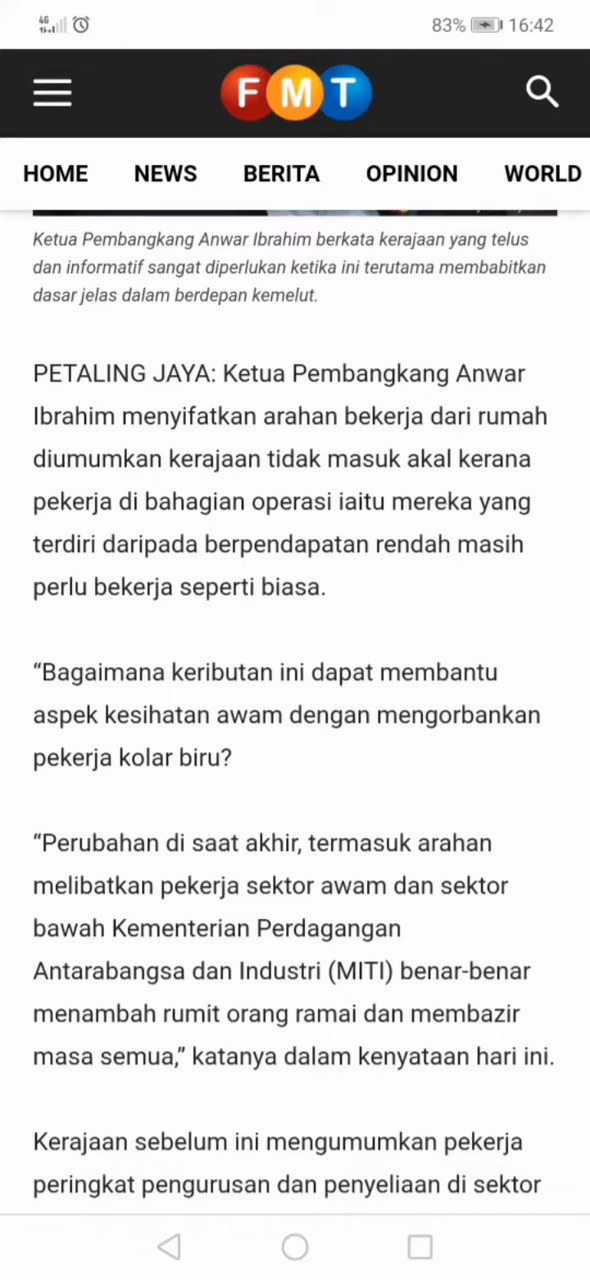 4G
83% 16:42
FMT
HOME NEWS BERITA OPINION WORLD
Ketua Pembangkang Anwar Ibrahim berkata kerajaan yang telus
dan informatif sangat diperlukan ketika ini terutama membabitkan
dasar jelas dalam berdepan kemelut.
PETALING JAYA: Ketua Pembangkang Anwar
Ibrahim menyifatkan arahan bekerja dari rumah
diumumkan kerajaan tidak masuk akal kerana
pekerja di bahagian operasi iaitu mereka yang
terdiri daripada berpendapatan rendah masih
perlu bekerja seperti biasa.
“Bagaimana keributan ini dapat membantu
aspek kesihatan awam dengan mengorbankan
pekerja kolar biru?
“Perubahan di saat akhir, termasuk arahan
melibatkan pekerja sektor awam dan sektor
bawah Kementerian Perdagangan
Antarabangsa dan Industri (MITI) benar-benar
menambah rumit orang ramai dan membazir
masa semua,” katanya dalam kenyataan hari ini.
Kerajaan sebelum ini mengumumkan pekerja
peringkat pengurusan dan penyeliaan di sektor